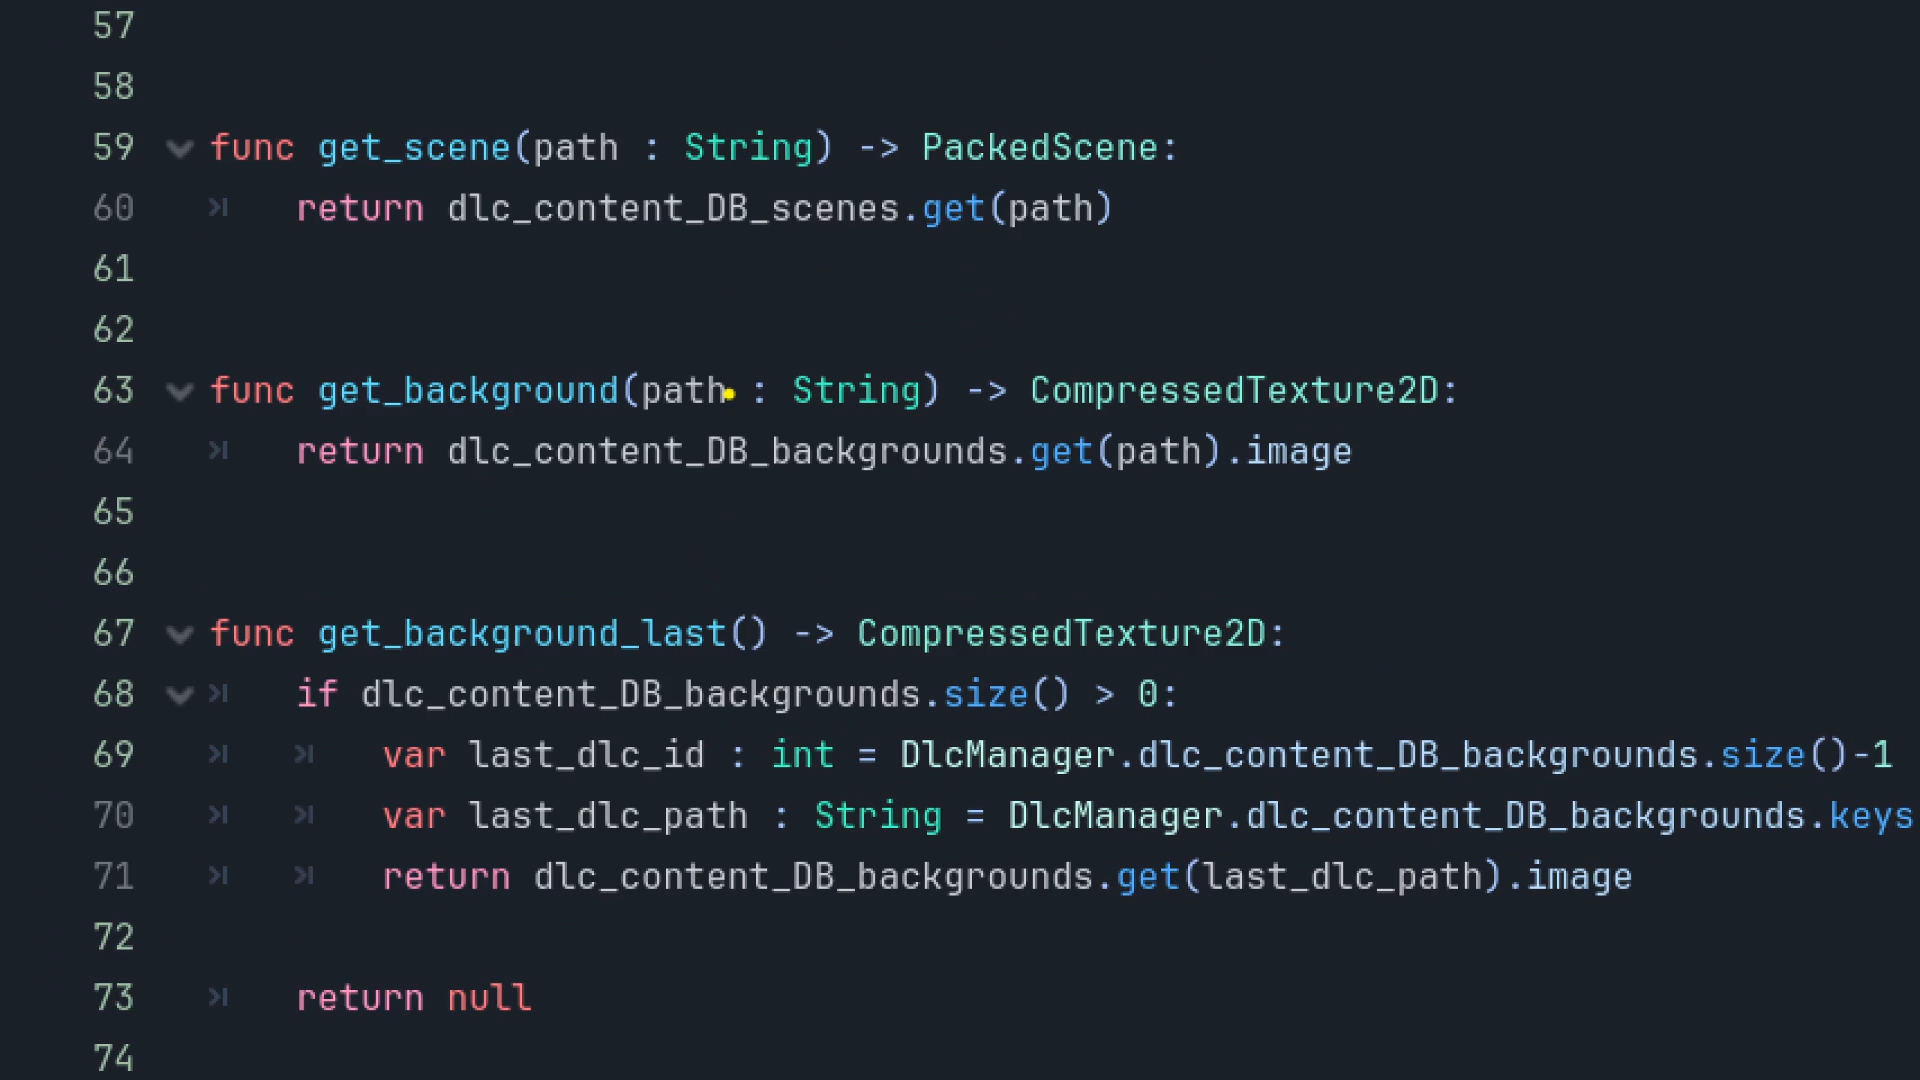 57
58
59 func get_scene(path : String) -> PackedScene:
60 return dlc_content_DB_scenes.get(path)
61
62
63 func get_background(path : String) -> CompressedTexture2D:
64 return dlc_content_DB_backgrounds.get(path).image
65
66
67 func get_background_last() -> CompressedTexture2D:
68 if dlc_content_DB_backgrounds.size() > 0:
69 var last_dlc_id : int = DlcManager.dlc_content_DB_backgrounds.size()-1
70 var last_dlc_path : String = DlcManager.dlc_content_DB_backgrounds.keys
71 return dlc_content_DB_backgrounds.get(last_dlc_path).image
72
73 return null
74